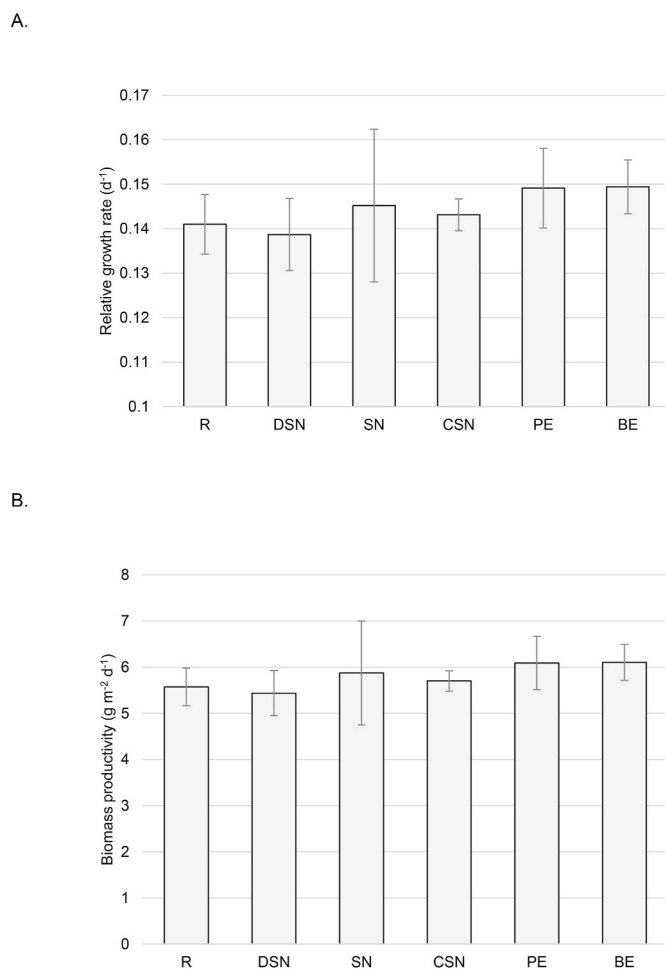 A.
0.17
0.16
0.15
0.14
0.13
0.12
0.11
0.1
Relative growth rate (d⁻¹)
R DSN SN CSN PE BE
B.
8
7
6
5
4
3
2
1
0
Biomass productivity (g m⁻² d⁻¹)
R DSN SN CSN PE BE